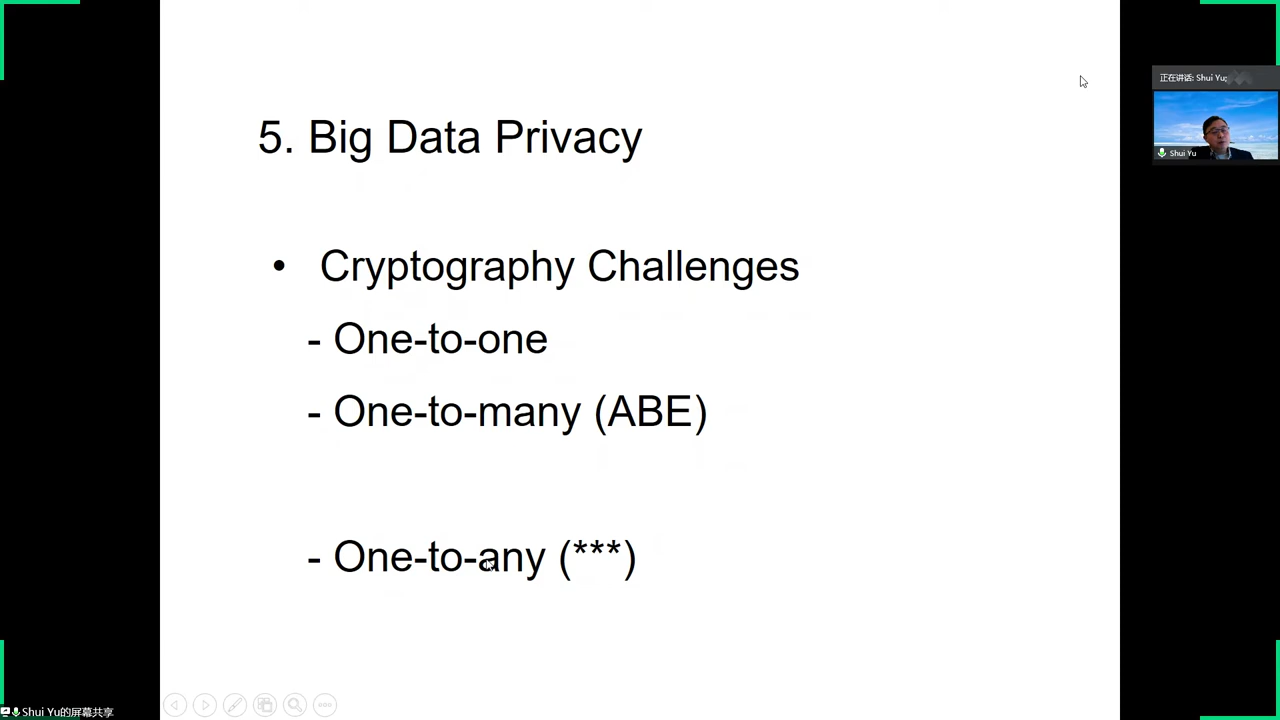 5. Big Data Privacy
• Cryptography Challenges
- One-to-one
- One-to-many (ABE)
- One-to-any (***)
正在讲话: Shui Yu;
Shui Yu
Shui Yu的屏幕共享